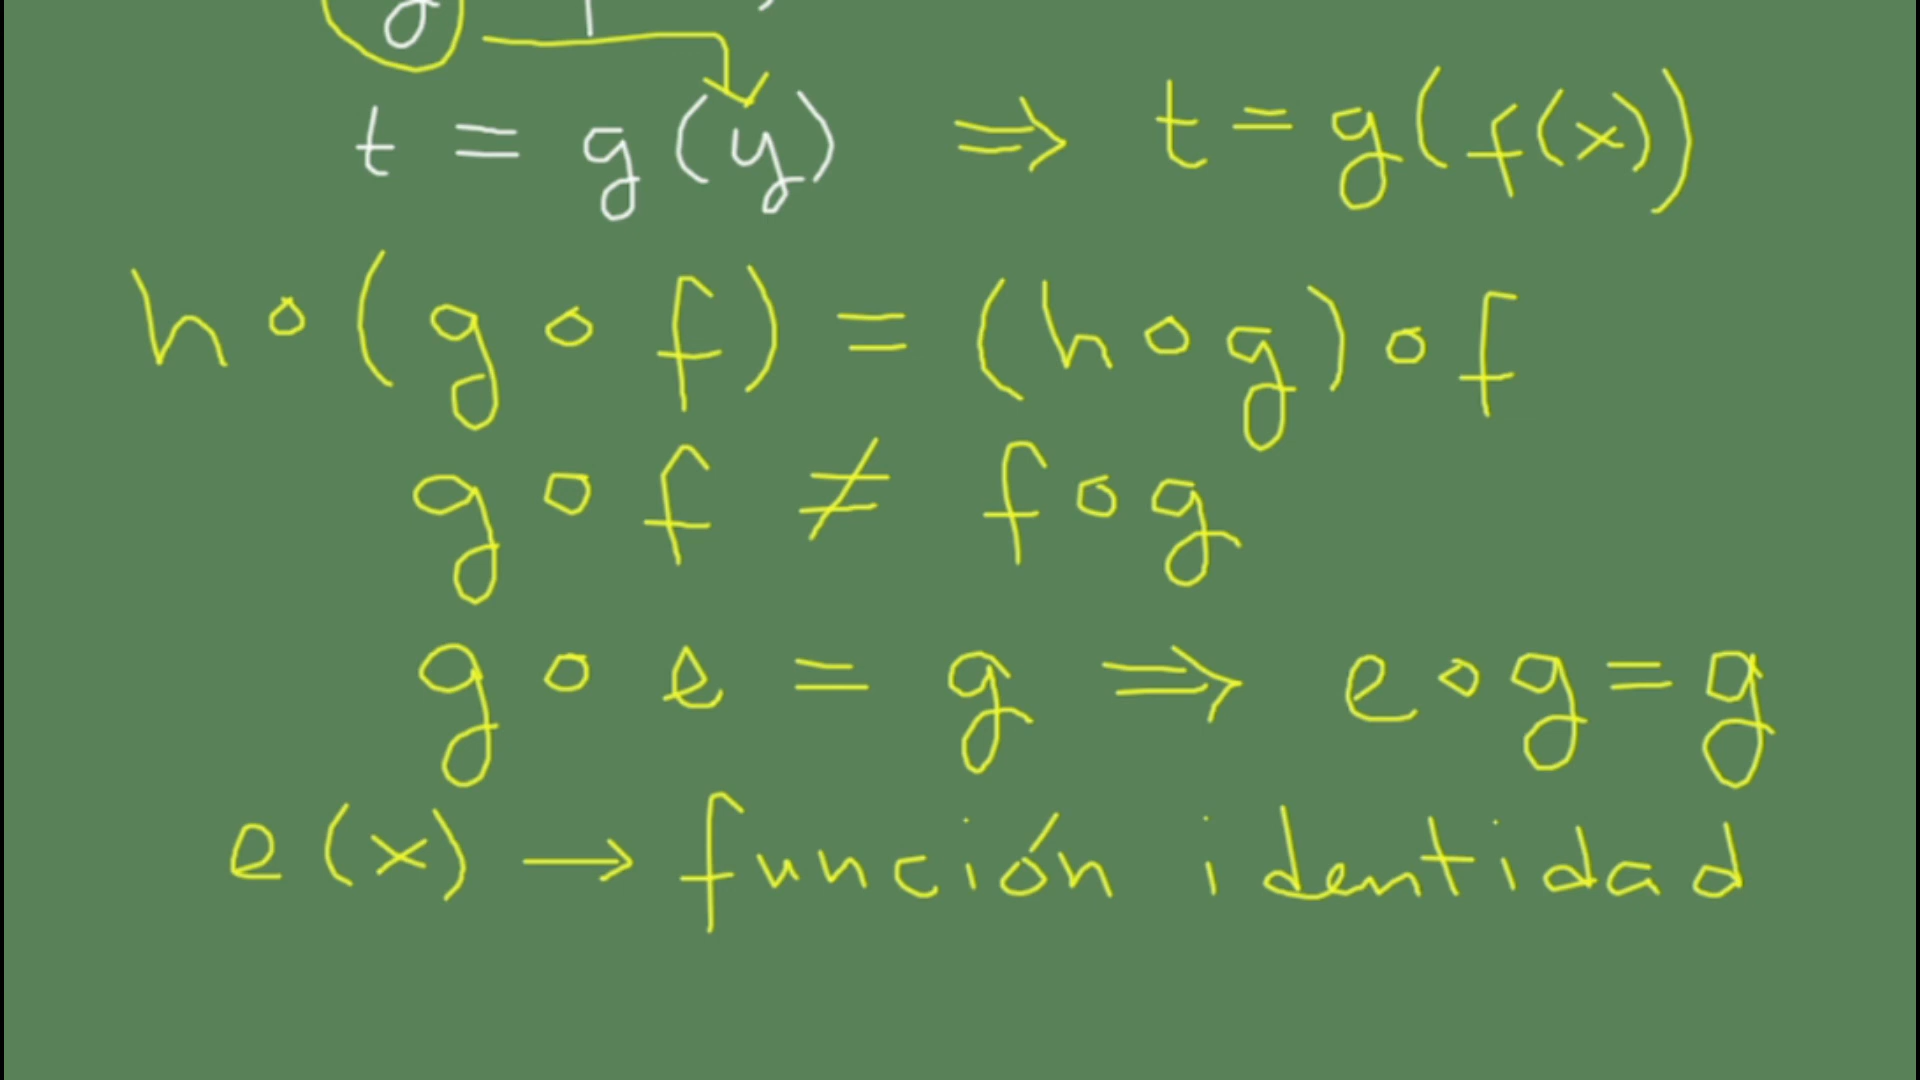 t = g(y) ⇒ t = g(f(x))
h∘(g∘f) = (h∘g)∘f
g∘f ≠ f∘g
g∘e = g ⇒ e∘g = g
e(x) → función identidad